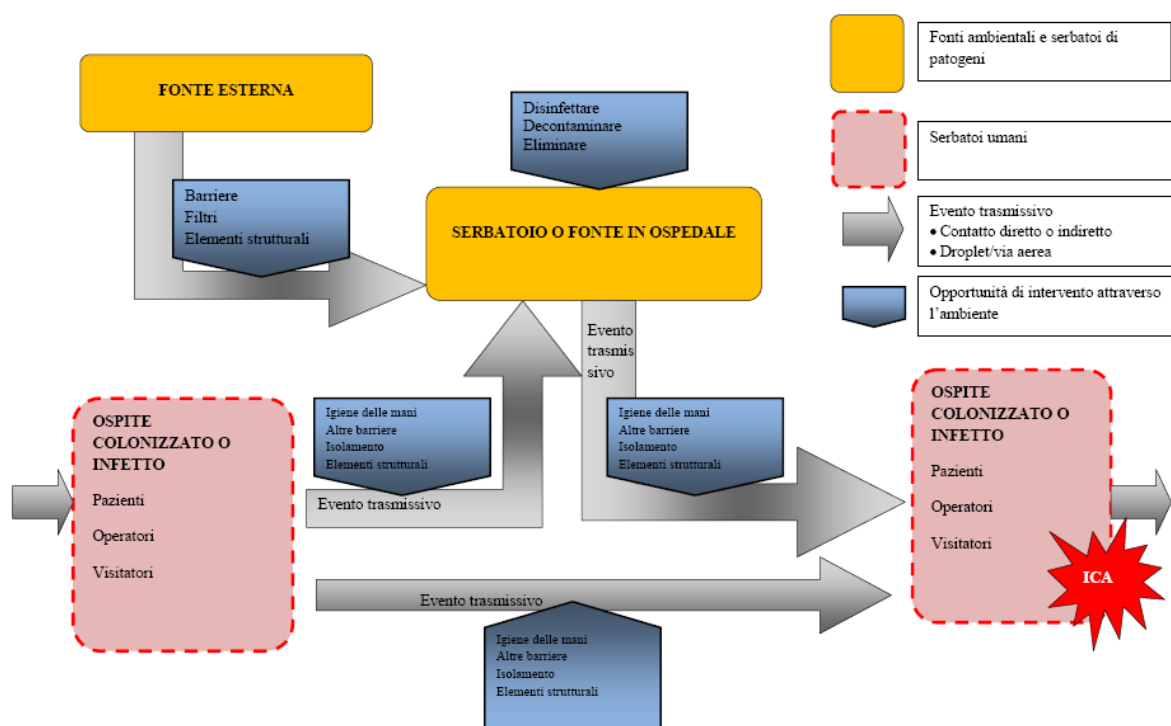 FONTE ESTERNA
Barriere
Filtri
Elementi strutturali
Disinfettare
Decontaminare
Eliminare
SERBATOIO O FONTE IN OSPEDALE
Fonti ambientali e serbatoi di
patogeni
Serbatoi umani
Evento trasmissivo
• Contatto diretto o indiretto
• Droplet/via aerea
Opportunità di intervento attraverso
l'ambiente
OSPITE
COLONIZZATO O
INFETTO
Pazienti
Operatori
Visitatori
Igiene delle mani
Altre barriere
Isolamento
Elementi strutturali
Evento trasmissivo
Evento
trasmis
sivo
Igiene delle mani
Altre barriere
Isolamento
Elementi strutturali
OSPITE
COLONIZZATO O
INFETTO
Pazienti
Operatori
Visitatori
ICA
Evento trasmissivo
Igiene delle mani
Altre barriere
Isolamento
Elementi strutturali